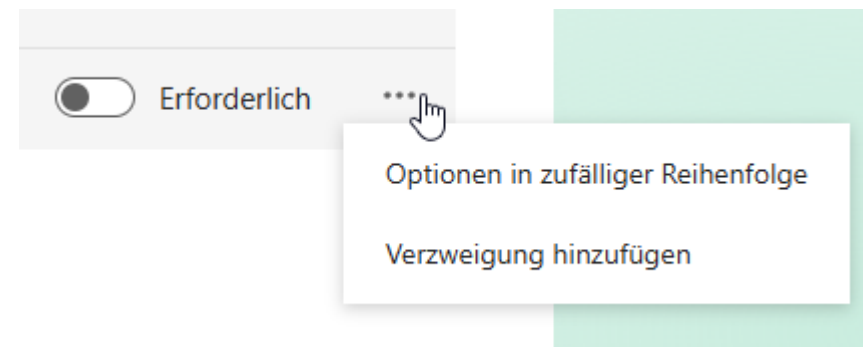 Erforderlich
Optionen in zufälliger Reihenfolge
Verzweigung hinzufügen